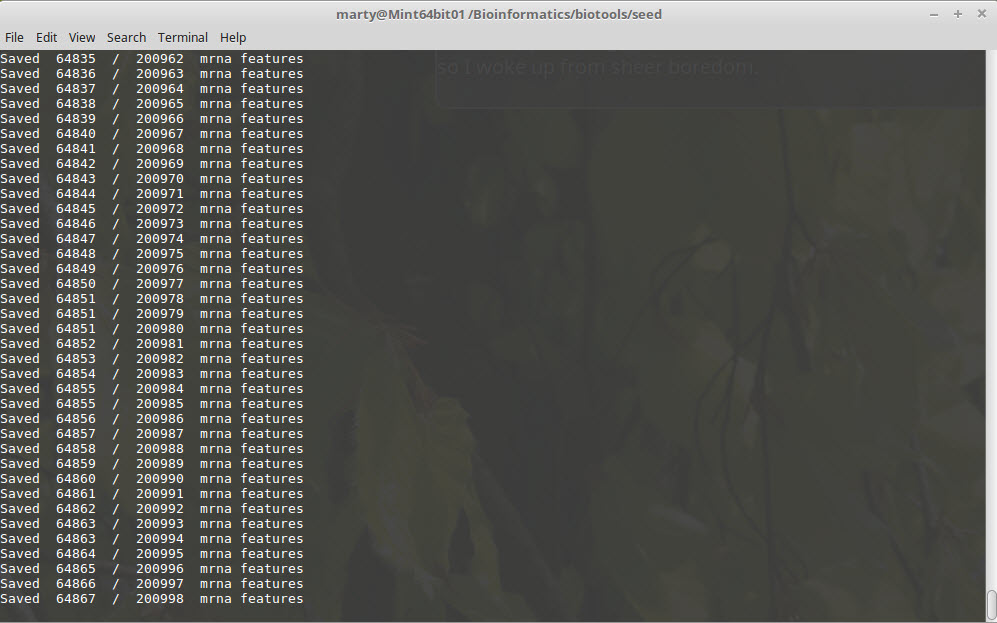 marty@Mint64bit01 /Bioinformatics/biotools/seed
File Edit View Search Terminal Help
so I woke up from sheer boredom.
Saved 64835 / 200962 mrna features
Saved 64836 / 200963 mrna features
Saved 64837 / 200964 mrna features
Saved 64838 / 200965 mrna features
Saved 64839 / 200966 mrna features
Saved 64840 / 200967 mrna features
Saved 64841 / 200968 mrna features
Saved 64842 / 200969 mrna features
Saved 64843 / 200970 mrna features
Saved 64844 / 200971 mrna features
Saved 64845 / 200972 mrna features
Saved 64846 / 200973 mrna features
Saved 64847 / 200974 mrna features
Saved 64848 / 200975 mrna features
Saved 64849 / 200976 mrna features
Saved 64850 / 200977 mrna features
Saved 64851 / 200978 mrna features
Saved 64851 / 200979 mrna features
Saved 64851 / 200980 mrna features
Saved 64852 / 200981 mrna features
Saved 64853 / 200982 mrna features
Saved 64854 / 200983 mrna features
Saved 64855 / 200984 mrna features
Saved 64855 / 200985 mrna features
Saved 64856 / 200986 mrna features
Saved 64857 / 200987 mrna features
Saved 64858 / 200988 mrna features
Saved 64859 / 200989 mrna features
Saved 64860 / 200990 mrna features
Saved 64861 / 200991 mrna features
Saved 64862 / 200992 mrna features
Saved 64863 / 200993 mrna features
Saved 64863 / 200994 mrna features
Saved 64864 / 200995 mrna features
Saved 64865 / 200996 mrna features
Saved 64866 / 200997 mrna features
Saved 64867 / 200998 mrna features